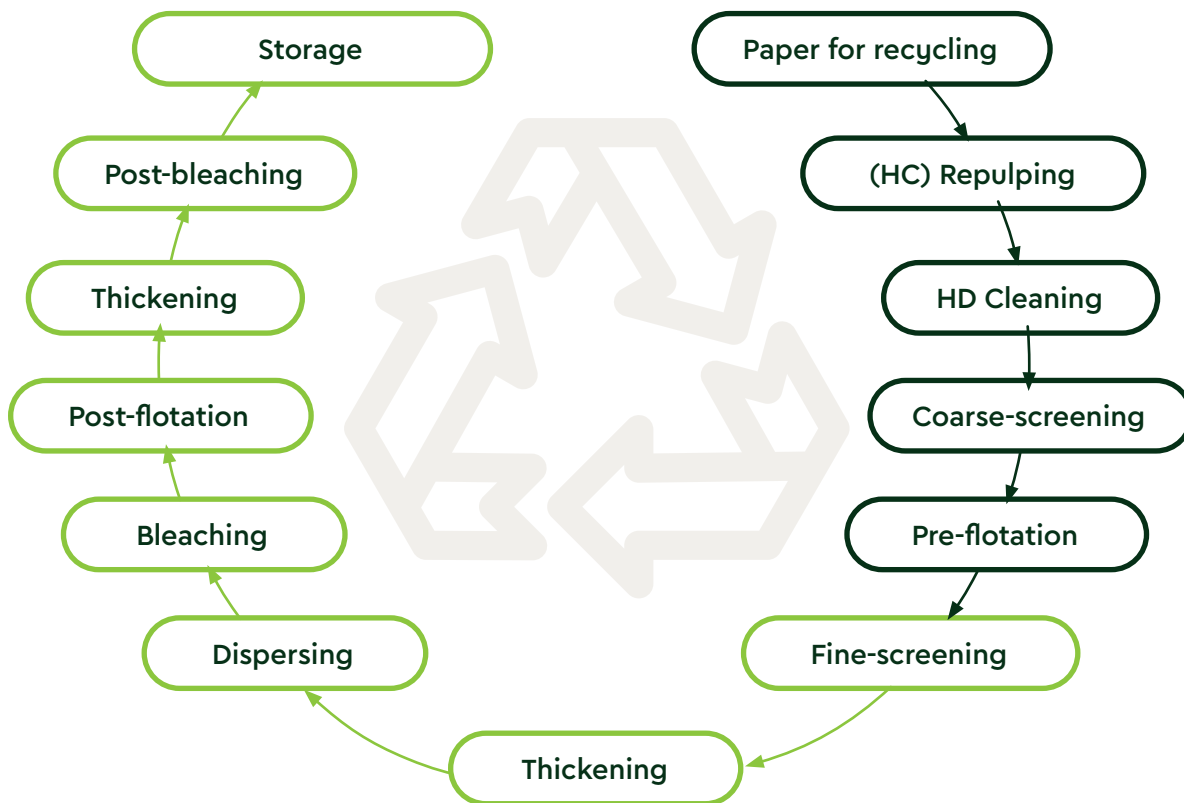 Storage
Paper for recycling
Post-bleaching
(HC) Repulping
Thickening
HD Cleaning
Post-flotation
Coarse-screening
Bleaching
Pre-flotation
Dispersing
Fine-screening
Thickening